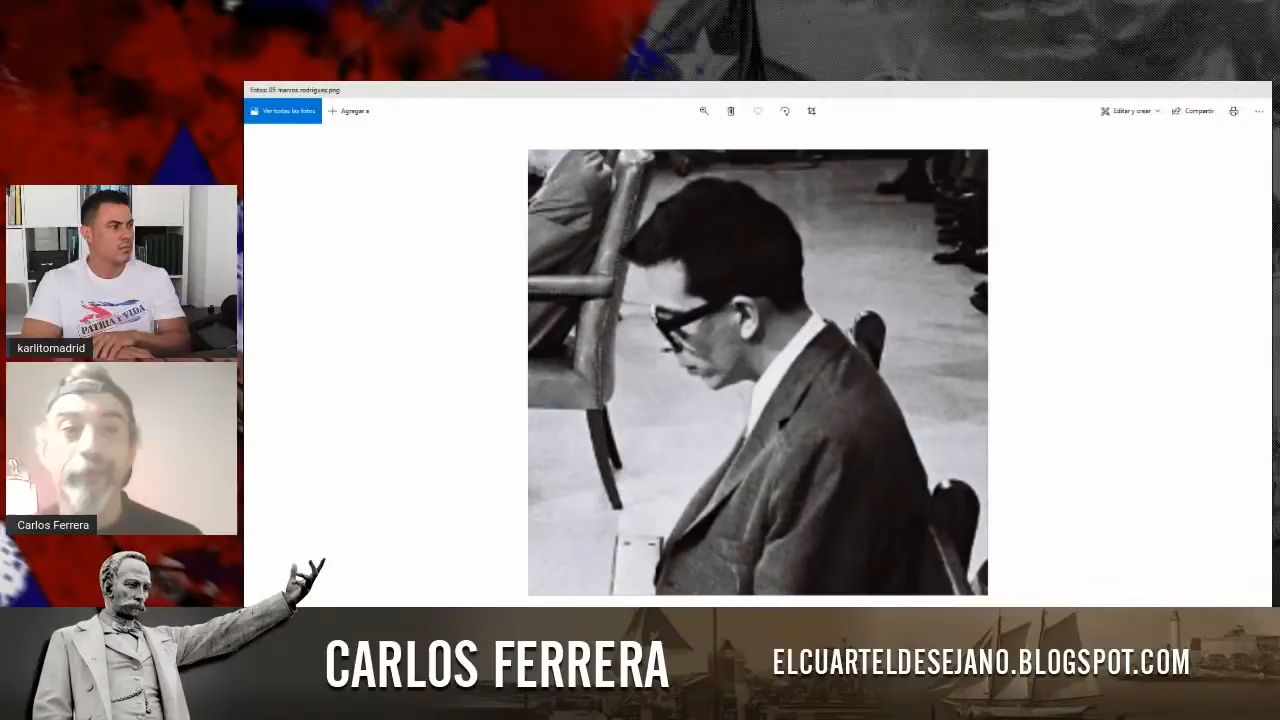 Fotos: 05 marcos rodriguez.png
Ver todas las fotos
Agregar a
Editar y crear
Compartir
PATRIA Y VIDA
karlitomadrid
Carlos Ferrera
CARLOS FERRERA
ELCUARTELDESEJANO.BLOGSPOT.COM